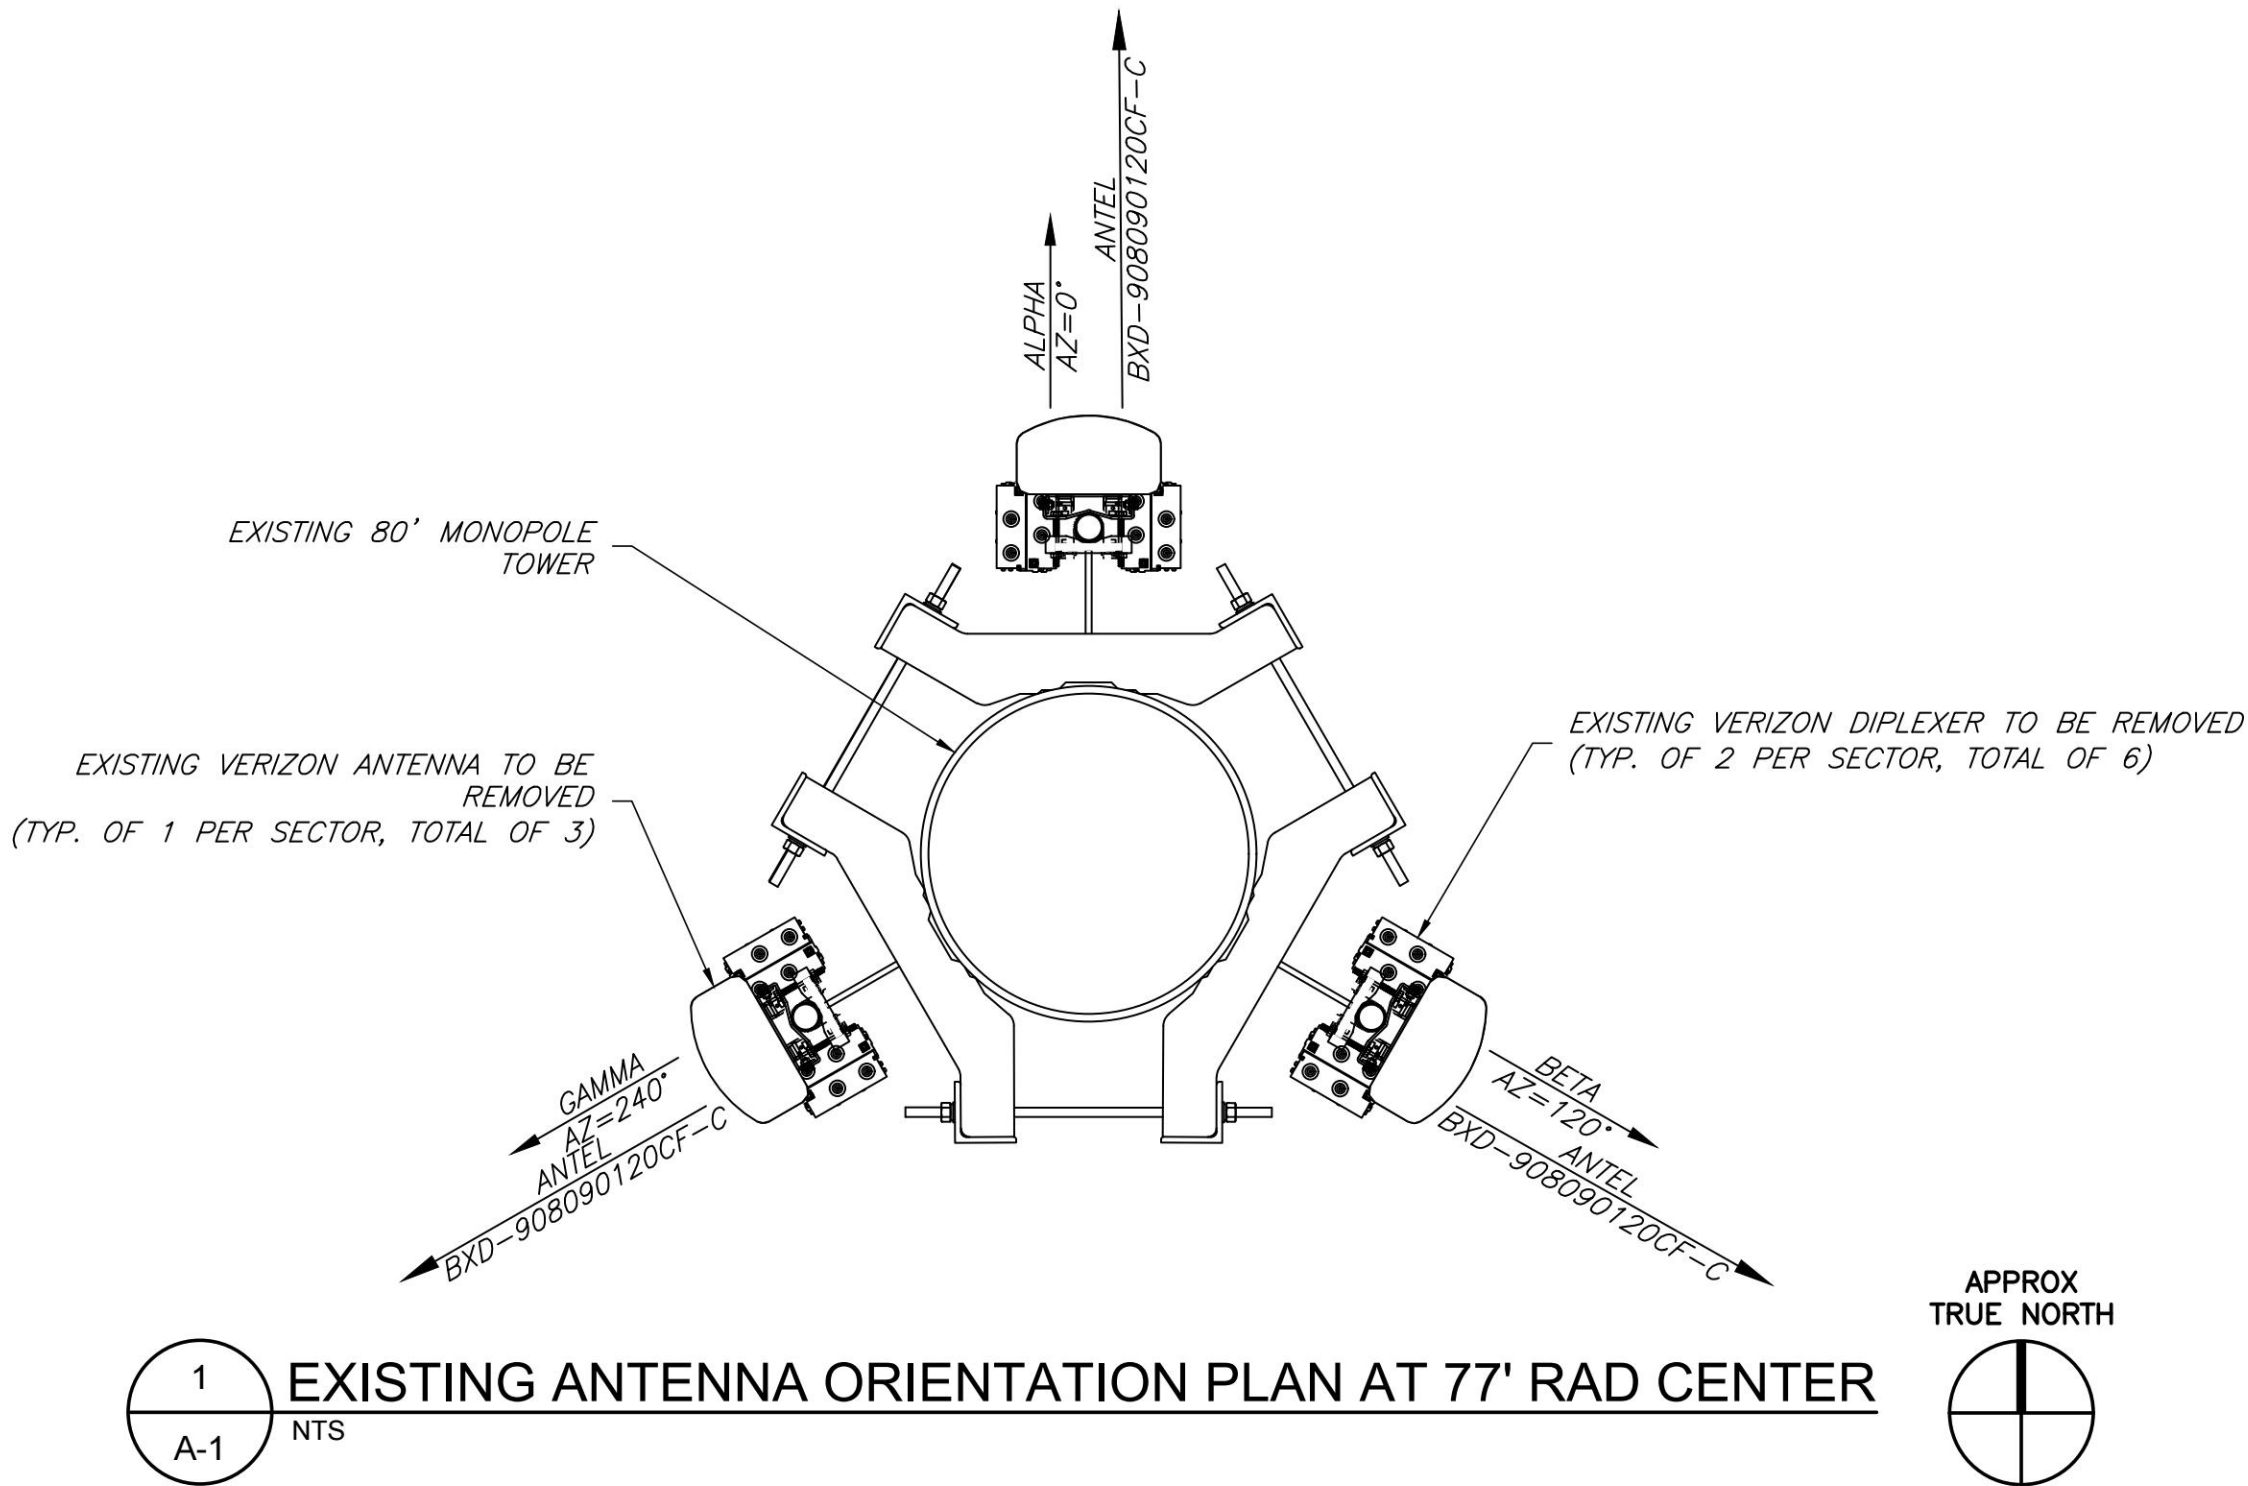 ANTEL
BXD-908090120CF-C
ALPHA
AZ=0°
EXISTING 80' MONOPOLE
TOWER
EXISTING VERIZON DIPLEXER TO BE REMOVED
(TYP. OF 2 PER SECTOR, TOTAL OF 6)
EXISTING VERIZON ANTENNA TO BE
REMOVED
(TYP. OF 1 PER SECTOR, TOTAL OF 3)
GAMMA
AZ=240°
ANTEL
BXD-908090120CF-C
BETA
AZ=120°
ANTEL
BXD-908090120CF-C
APPROX
TRUE NORTH
1
A-1
EXISTING ANTENNA ORIENTATION PLAN AT 77' RAD CENTER
NTS